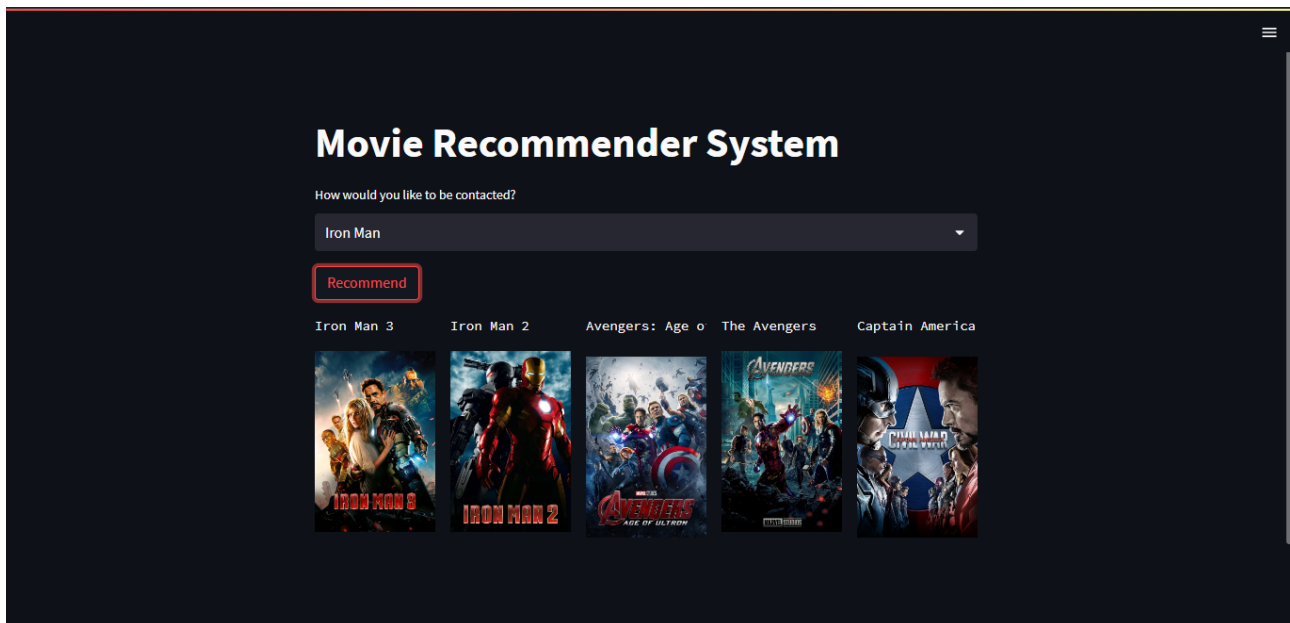 Movie Recommender System
How would you like to be contacted?
Iron Man
Recommend
Iron Man 3 Iron Man 2 Avengers: Age o The Avengers Captain America
AVENGERS
CIVIL WAR
IRON MAN 3 IRON MAN 2 AVENGERS
AGE OF ULTRON